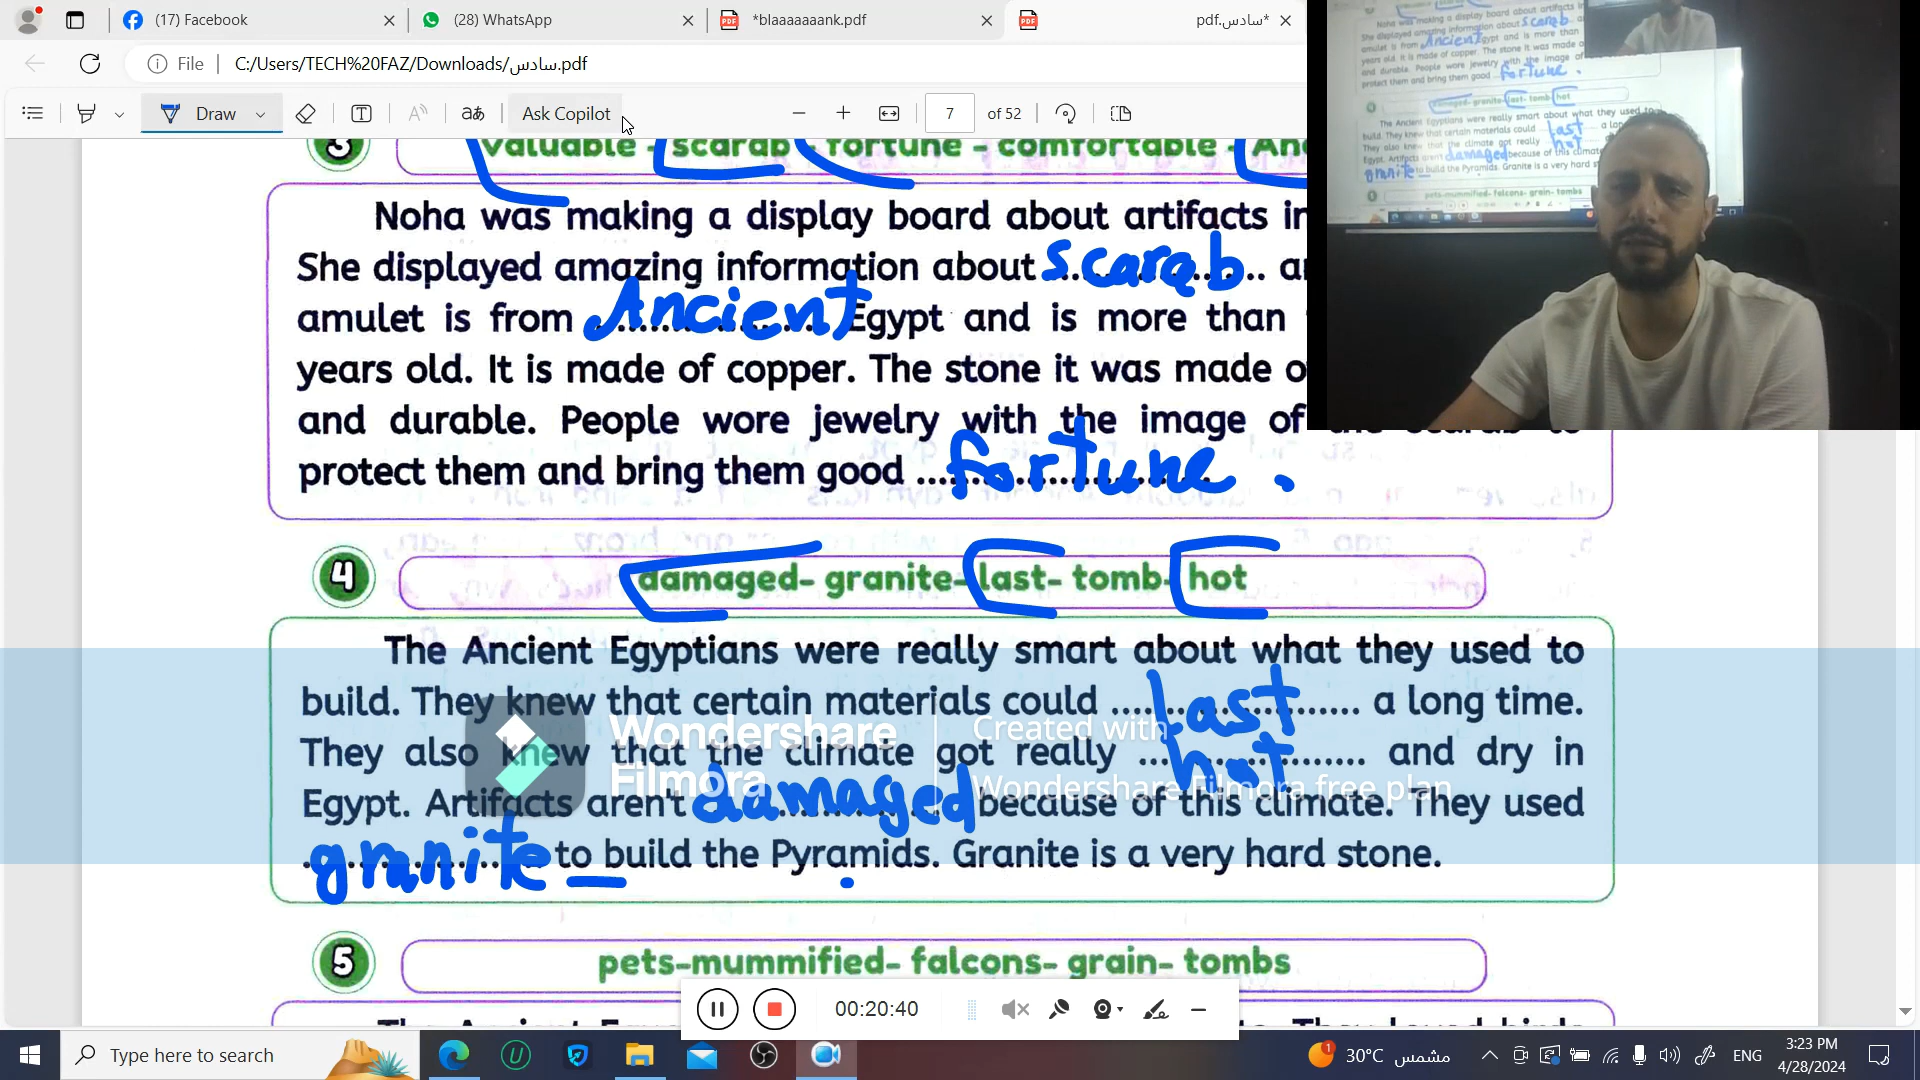 (17) Facebook
(28) WhatsApp
*blaaaaaank.pdf
*سادس.pdf
File
C:/Users/TECH%20FAZ/Downloads/سادس.pdf
Draw
Ask Copilot
7
of 52
3
valuable - scarab - fortune - comfortable -
Noha was making a display board about artifacts in
She displayed amazing information about scarab
amulet is from Ancient Egypt and is more than
years old. It is made of copper. The stone it was made
and durable. People wore jewelry with the image of
protect them and bring them good fortune.
4
damaged- granite- last- tomb- hot
The Ancient Egyptians were really smart about what they used to
build. They knew that certain materials could last a long time.
They also knew that the climate got really hot and dry in
Egypt. Artifacts aren't damaged because of this climate. They used
granite to build the Pyramids. Granite is a very hard stone.
Wondershare
Filmora
Created with
Wondershare Filmora free plan
5
pets-mummified- falcons- grain- tombs
00:20:40
Type here to search
1
30°C مشمس
ENG
3:23 PM
4/28/2024